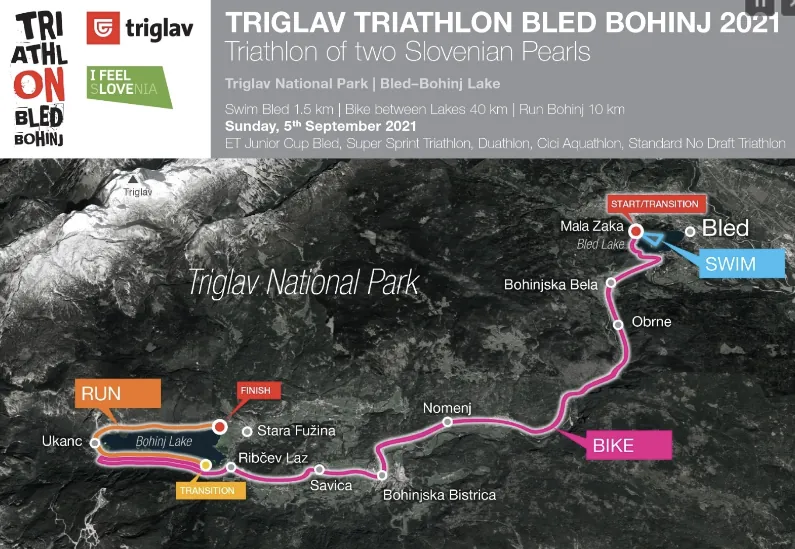 TRI
ATHL
ON
BLED
BOHINJ
triglav
I FEEL
SLOVENIA
TRIGLAV TRIATHLON BLED BOHINJ 2021
Triathlon of two Slovenian Pearls
Triglav National Park | Bled–Bohinj Lake
Swim Bled 1.5 km | Bike between Lakes 40 km | Run Bohinj 10 km
Sunday, 5th September 2021
ET Junior Cup Bled, Super Sprint Triathlon, Duathlon, Cici Aquathlon, Standard No Draft Triathlon
Triglav
START/TRANSITION
Mala Zaka
Bled
Bled Lake
SWIM
Triglav National Park
Bohinjska Bela
Obrne
RUN
FINISH
Nomenj
Stara Fužina
Ukanc
Bohinj Lake
BIKE
Ribčev Laz
TRANSITION
Savica
Bohinjska Bistrica